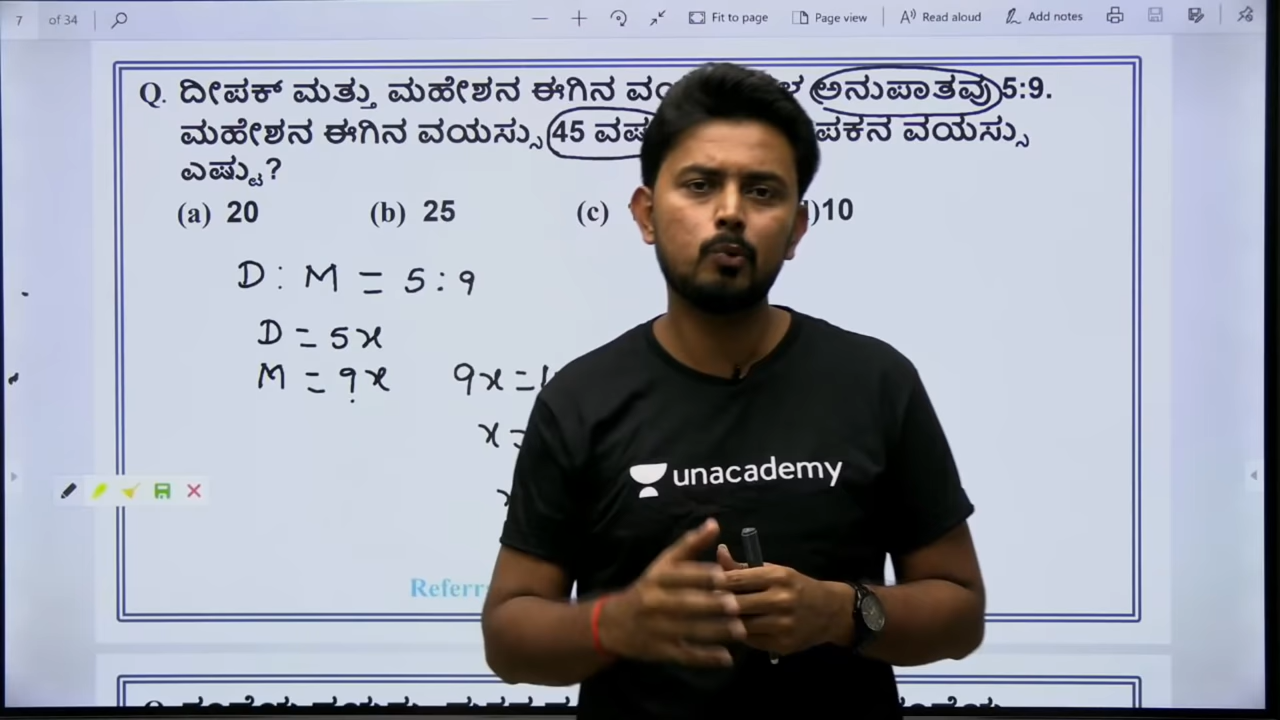 7 of 34 Fit to page Page view Read aloud Add notes
Q. ದೀಪಕ್ ಮತ್ತು ಮಹೇಶನ ಈಗಿನ ಅನುಪಾತವು 5:9.
ಮಹೇಶನ ಈಗಿನ ವಯಸ್ಸು 45 ವಯಸ್ಸು
ಎಷ್ಟು?
(a) 20 (b) 25 (c) 10
D : M = 5 : 9
D = 5x
M = 9x 9x =
x =
unacademy